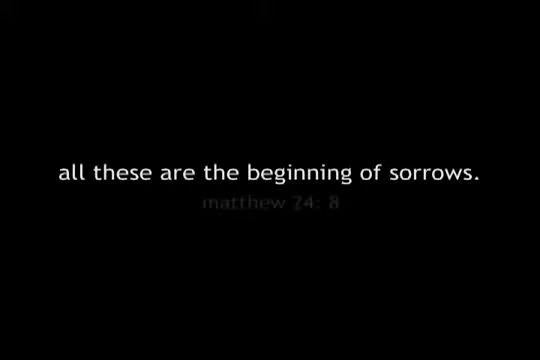 all these are the beginning of sorrows.
matthew 24: 8